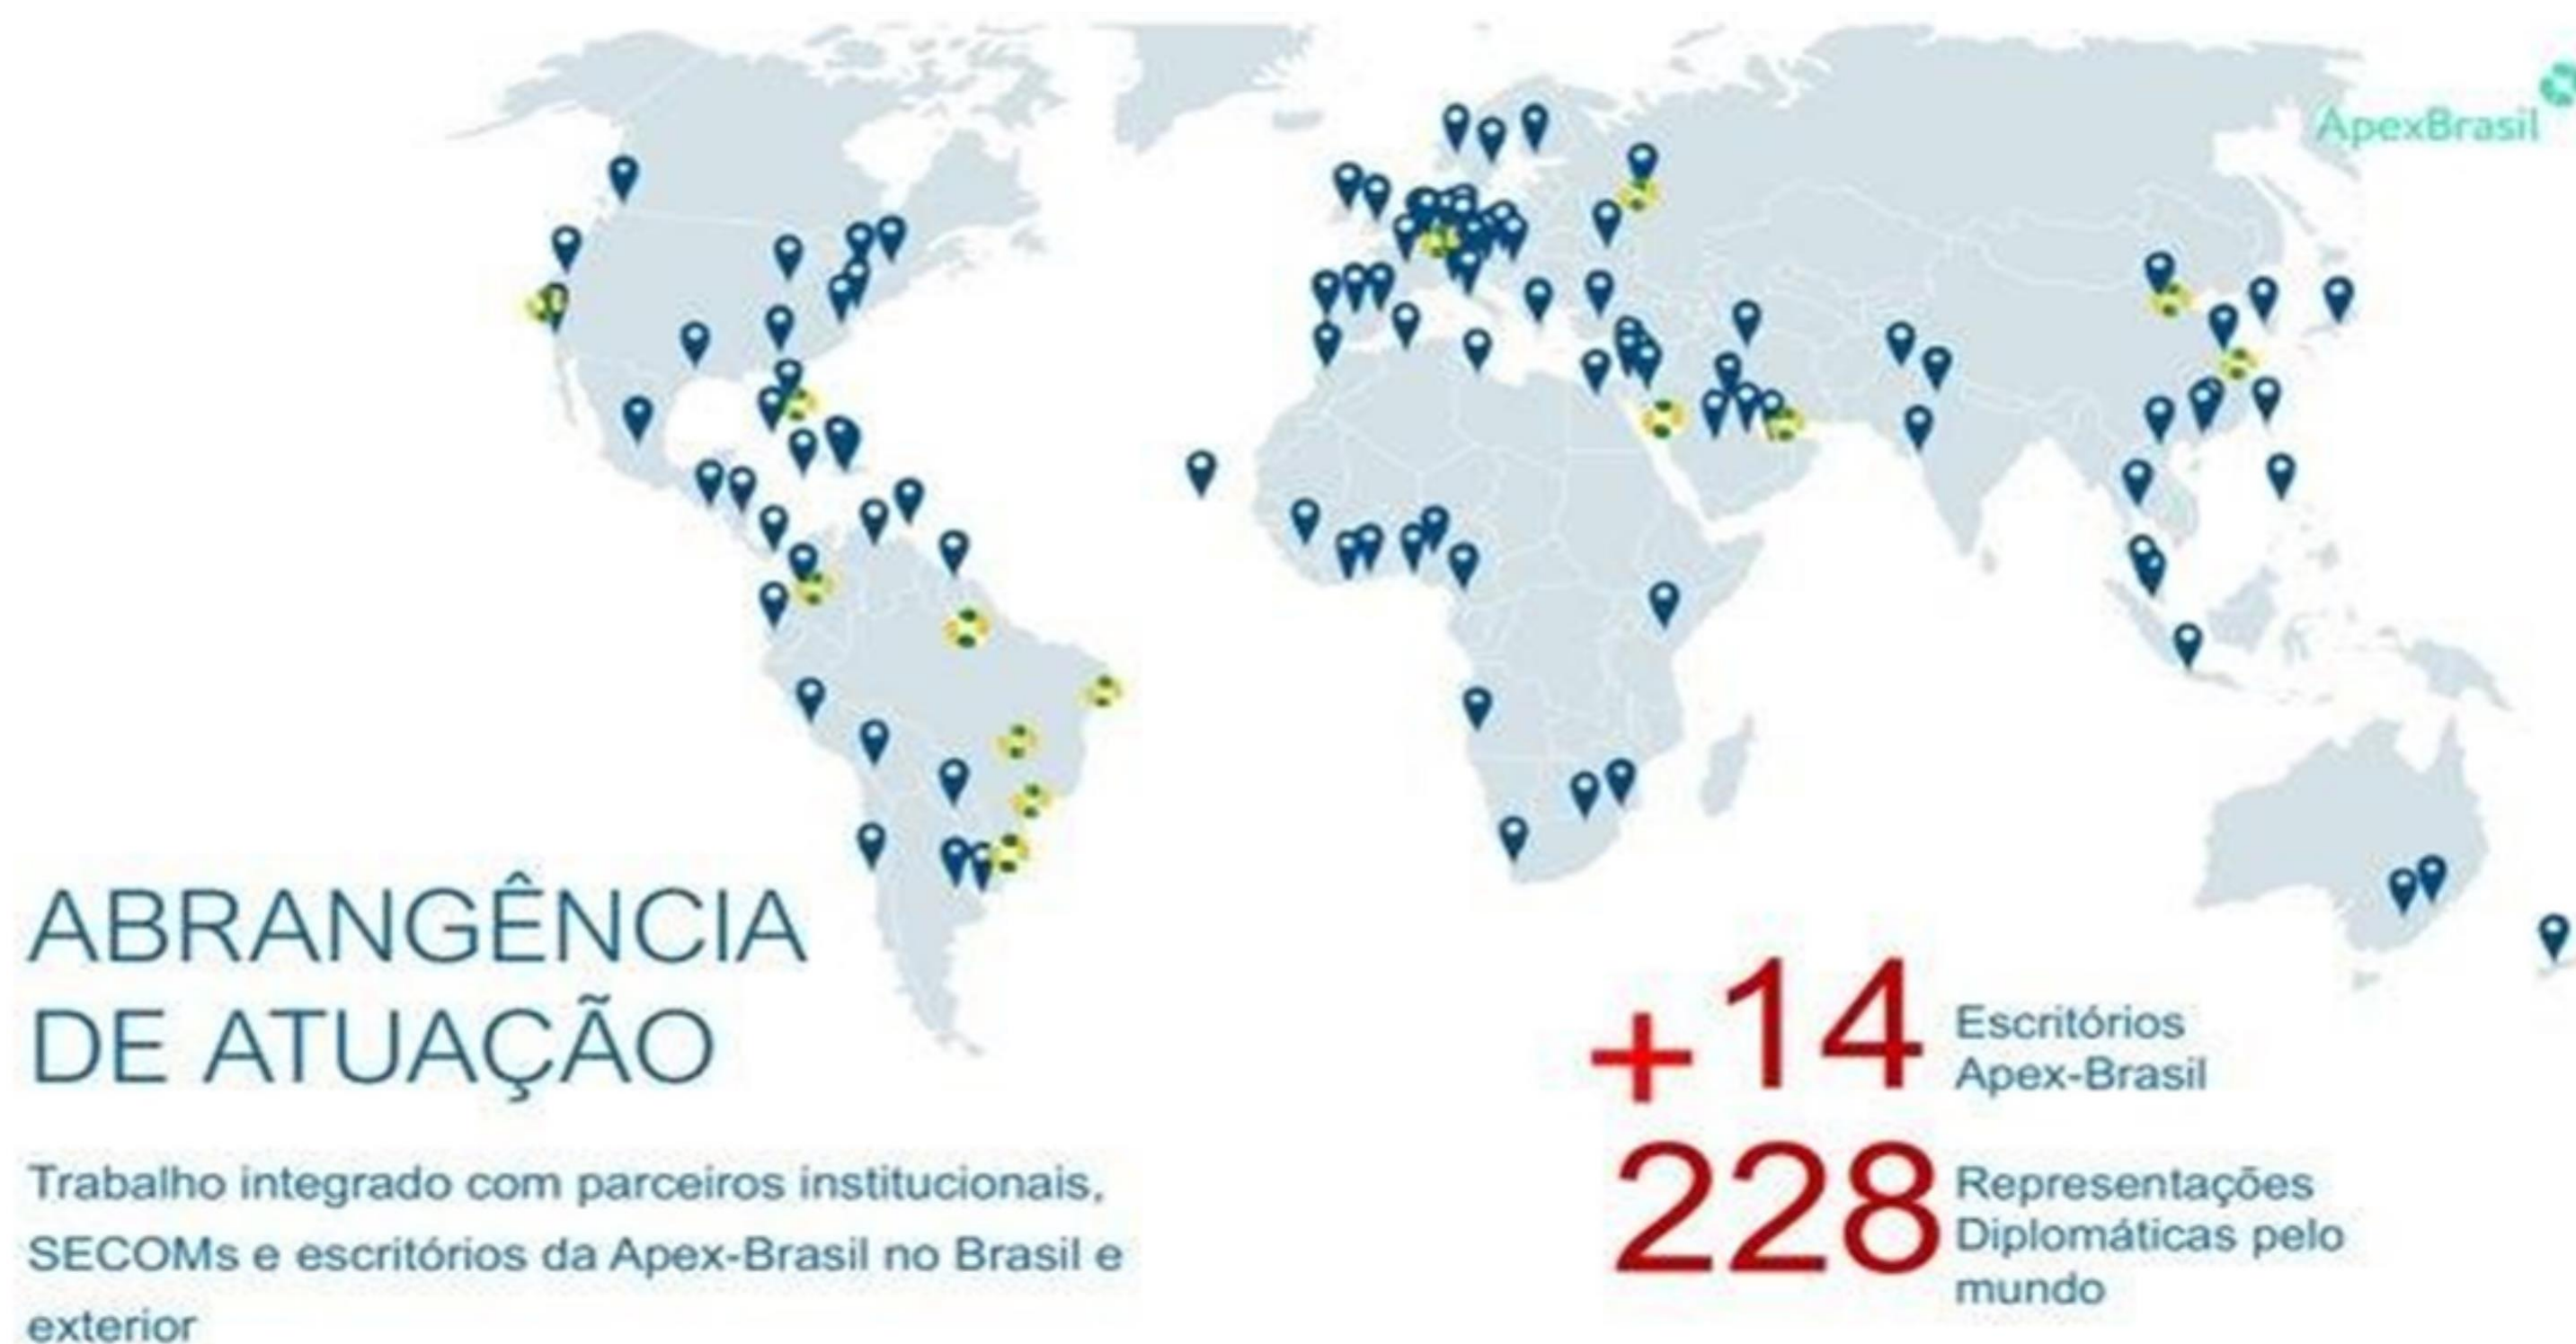 ApexBrasil
ABRANGÊNCIA
DE ATUAÇÃO
Trabalho integrado com parceiros institucionais,
SECOMs e escritórios da Apex-Brasil no Brasil e
exterior
+14
Escritórios
Apex-Brasil
228
Representações
Diplomáticas pelo
mundo